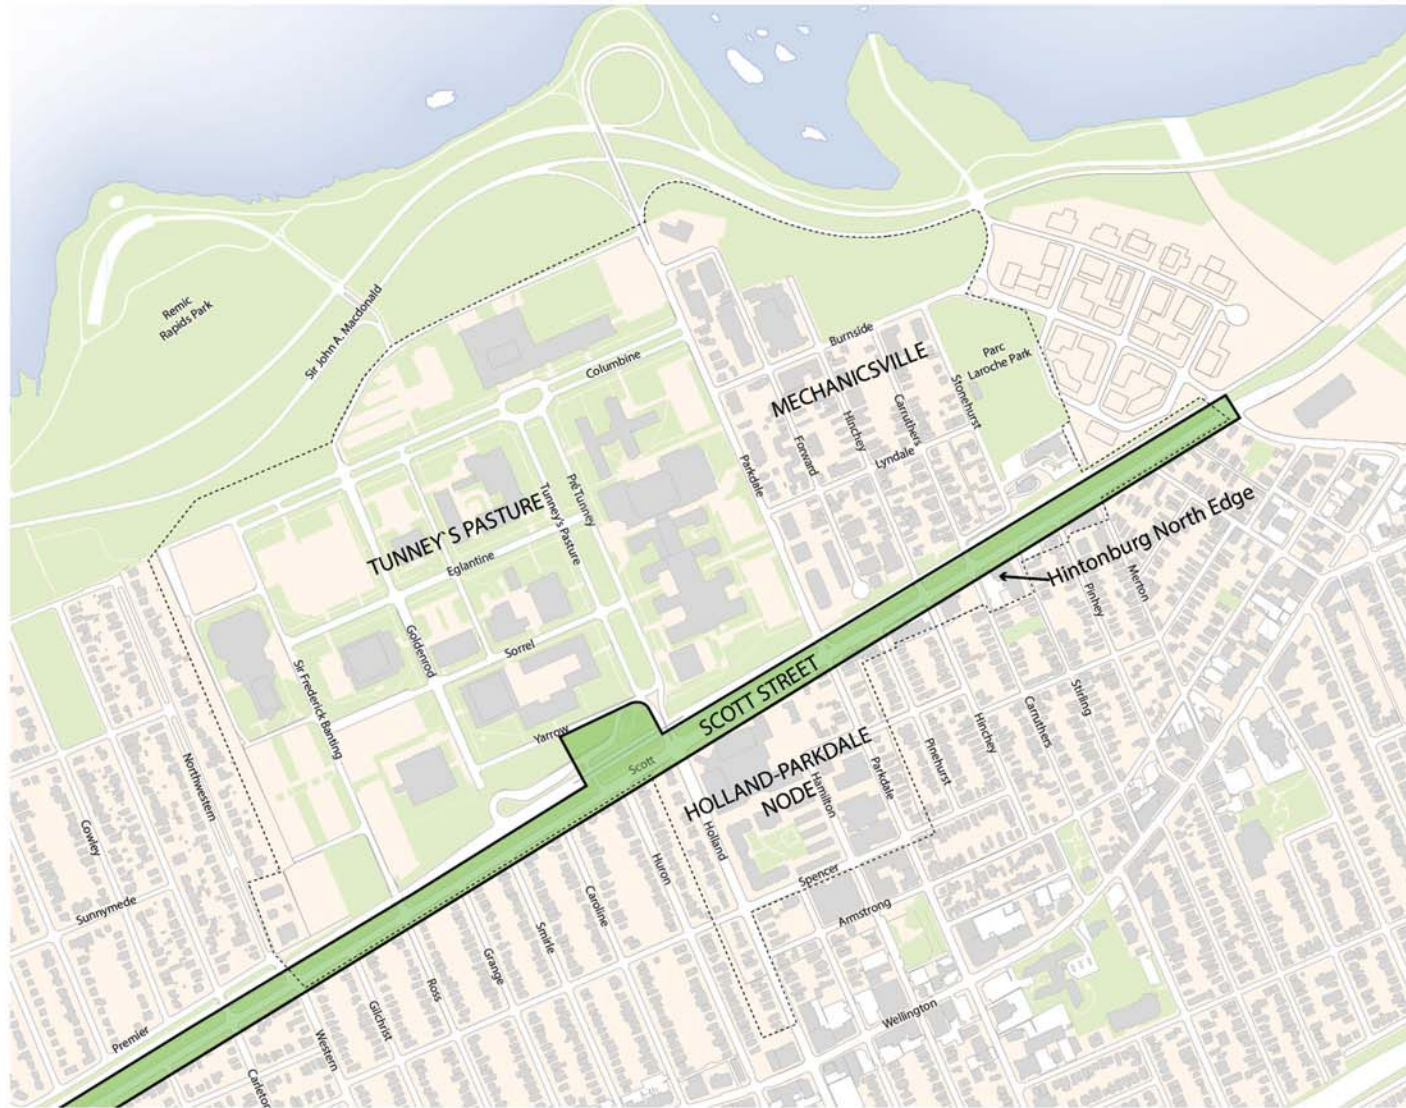 Remic
Rapids Park
Sir John A. Macdonald
Columbine
Burnside
MECHANICSVILLE
Parc
Laroche Park
Stonehurst
Carruthers
Hinchey
Forward
Lyndale
Parkdale
Pré Tunney
Tunney's Pasture
TUNNEY'S PASTURE
Eglantine
Goldenrod
Sorrel
Sir Frederick Banting
Yarrow
Scott
SCOTT STREET
Hintonburg North Edge
Merton
Pinhey
Stirling
Carruthers
Hinchey
Pinehurst
Parkdale
HOLLAND-PARKDALE
NODE
Hamilton
Holland
Spencer
Armstrong
Wellington
Huron
Caroline
Smirle
Grange
Ross
Gilchrist
Western
Carleton
Premier
Northwestern
Cowley
Sunnymede